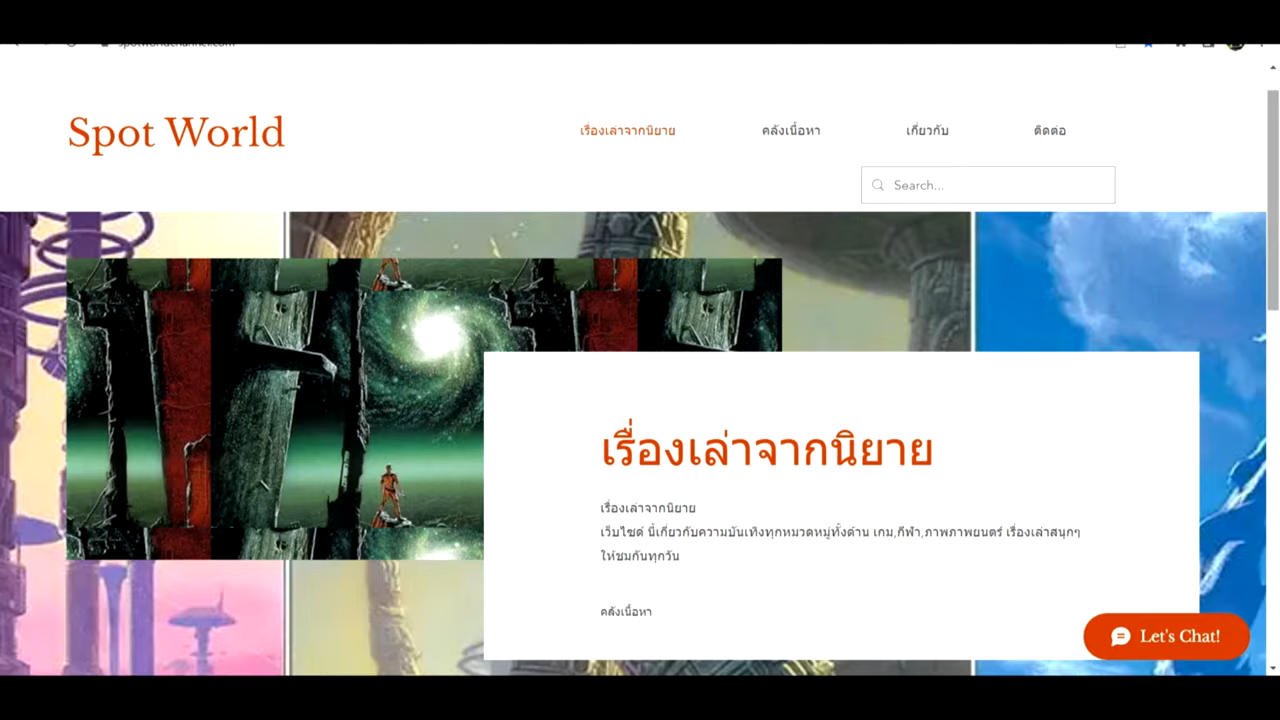 Spot World
เรื่องเล่าจากนิยาย
คลังเนื้อหา
เกี่ยวกับ
ติดต่อ
Search...
เรื่องเล่าจากนิยาย
เรื่องเล่าจากนิยาย
เว็บไซต์ นี้เกี่ยวกับความบันเทิงทุกหมวดหมู่ทั้งด้าน เกม,กีฬา,ภาพภาพยนตร์ เรื่องเล่าสนุกๆ
ให้ชมกันทุกวัน
คลังเนื้อหา
Let's Chat!